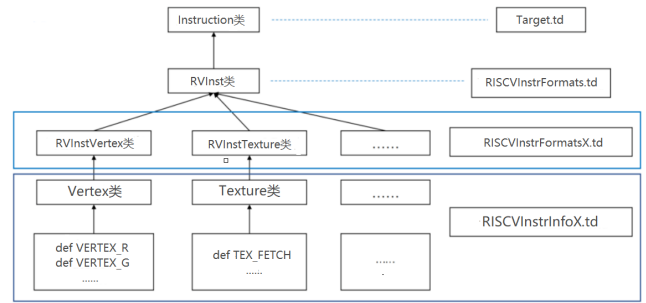 Instruction类
Target.td
RVInst类
RISCVInstrFormats.td
RVInstVertex类
RVInstTexture类
......
RISCVInstrFormatsX.td
Vertex类
Texture类
......
RISCVInstrInfoX.td
def VERTEX_R
def VERTEX_G
......
def TEX_FETCH
......
......
.